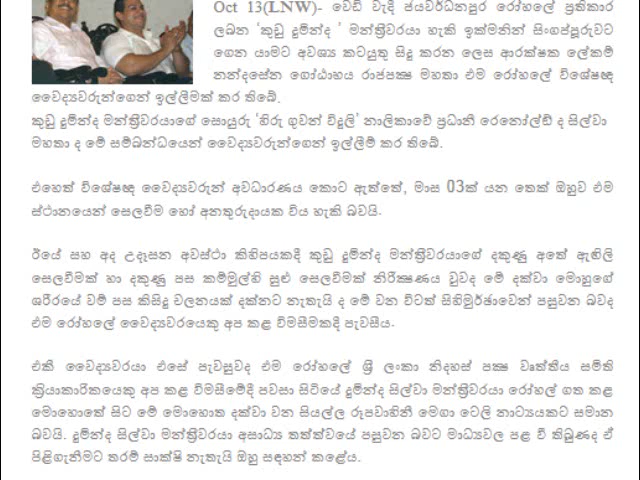 Oct 13(LNW)- වෙඩි වැදී ජයවර්ධනපුර රෝහලේ ප්‍රතිකාර
ලබන ‘කුඩු දුමින්ද ’ මන්ත්‍රීවරයා හැකි ඉක්මනින් සිංගප්පූරුවට
ගෙන යාමට අවශ්‍ය කටයුතු සිදු කරන ලෙස ආරක්ෂක ලේකම්
නන්දසේන ගෝඨාභය රාජපක්ෂ මහතා එම රෝහලේ විශේෂඥ
වෛද්‍යවරුන්ගෙන් ඉල්ලීමක් කර තිබේ.
කුඩු දුමින්ද මන්ත්‍රීවරයාගේ සොයුරු ‘හිරු ගුවන් විදුලි’ නාලිකාවේ ප්‍රධානී රෙනෝල්ඩ් ද සිල්වා
මහතා ද මේ සම්බන්ධයෙන් වෛද්‍යවරුන්ගෙන් ඉල්ලීම් කර තිබේ.
එහෙත් විශේෂඥ වෛද්‍යවරුන් අවධාරණය කොට ඇත්තේ, මාස 03ක් යන තෙක් ඔහුව එම
ස්ථානයෙන් සෙලවීම හෝ අනතුරුදායක විය හැකි බවයි.
ඊයේ සහ අද උදෑසන අවස්ථා කිහිපයකදී කුඩු දුමින්ද මන්ත්‍රීවරයාගේ දකුණු අතේ ඇඟිලි
සෙලවීමක් හා දකුණු පස කම්මුල්හි සුළු සෙලවීමක් නිරීක්ෂණය වුවද මේ දක්වා මොහුගේ
ශරීරයේ වම් පස කිසිදු චලනයක් දක්නට නැතැයි ද මේ වන විටත් සිහිමුර්ඡාවෙන් පසුවන බවද
එම රෝහලේ වෛද්‍යවරයෙකු අප කළ විමසීමකදී පැවසීය.
එකී වෛද්‍යවරයා එසේ පැවසුවද එම රෝහලේ ශ්‍රී ලංකා නිදහස් පක්ෂ වෘත්තීය සමිති
ක්‍රියාකාරිකයෙකු අප කළ විමසීමේදී පවසා සිටියේ දුමින්ද සිල්වා මන්ත්‍රීවරයා රෝහල් ගත කළ
මොහොතේ සිට මේ මොහොත දක්වා වන සියල්ල රූපවාහිනී මෙගා ටෙලි නාට්‍යයකට සමාන
බවයි. දුමින්ද සිල්වා මන්ත්‍රීවරයා අසාධ්‍ය තත්ත්වයේ පසුවන බවට මාධ්‍යවල පළ වී තිබුණද ඒ
පිළිගැනීමට තරම් සාක්ෂි නැතැයි ඔහු සඳහන් කළේය.